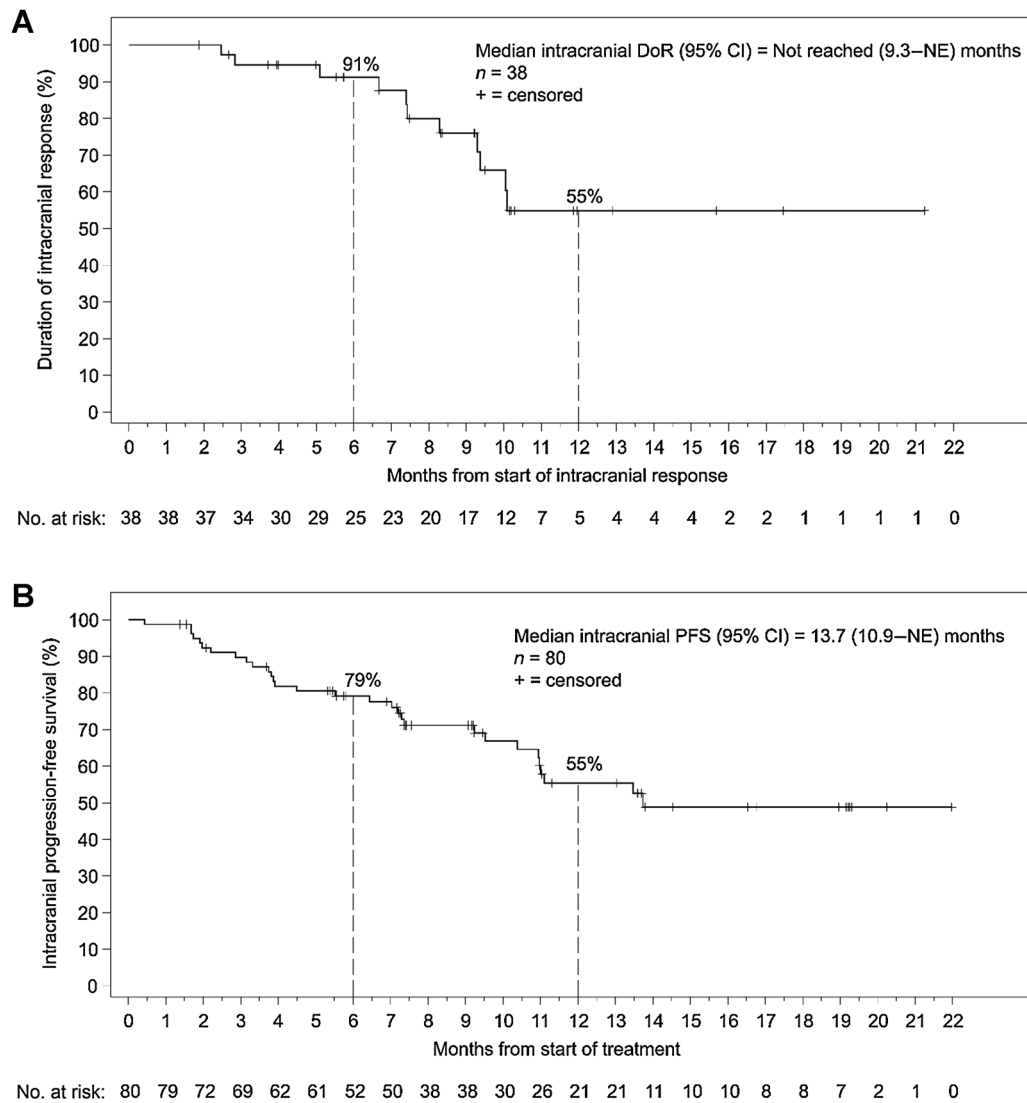 A
Duration of intracranial response (%)
100
90
80
70
60
50
40
30
20
10
0
Median intracranial DoR (95% CI) = Not reached (9.3–NE) months
n = 38
+ = censored
91%
55%
0 1 2 3 4 5 6 7 8 9 10 11 12 13 14 15 16 17 18 19 20 21 22
Months from start of intracranial response
No. at risk: 38 38 37 34 30 29 25 23 20 17 12 7 5 4 4 4 2 2 1 1 1 1 0
B
Intracranial progression-free survival (%)
100
90
80
70
60
50
40
30
20
10
0
Median intracranial PFS (95% CI) = 13.7 (10.9–NE) months
n = 80
+ = censored
79%
55%
0 1 2 3 4 5 6 7 8 9 10 11 12 13 14 15 16 17 18 19 20 21 22
Months from start of treatment
No. at risk: 80 79 72 69 62 61 52 50 38 38 30 26 21 21 11 10 10 8 8 7 2 1 0